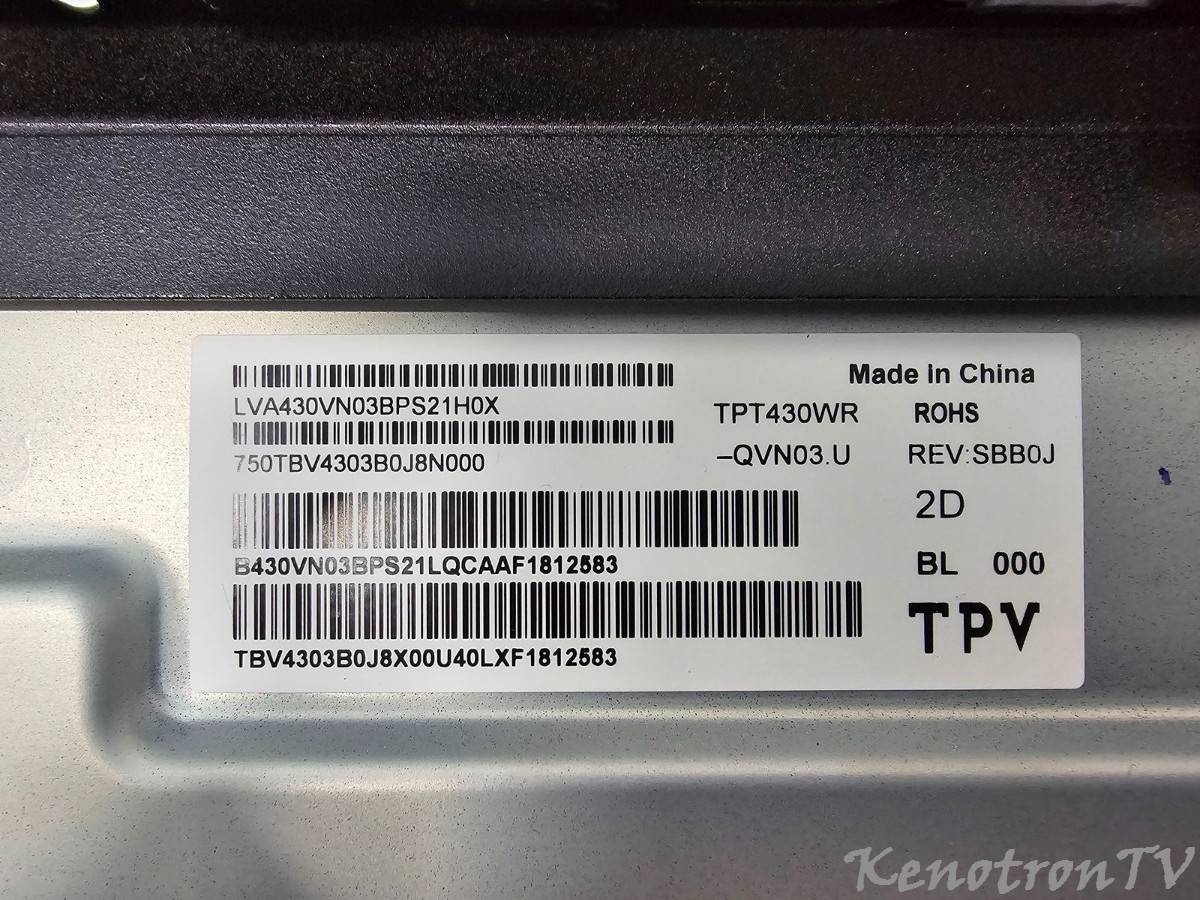 Made in China
LVA430VN03BPS21H0X
TPT430WR ROHS
750TBV4303B0J8N000
–QVN03.U REV:SBB0J
2D
B430VN03BPS21LQCAAF1812583
BL 000
TPV
TBV4303B0J8X00U40LXF1812583
KenotronTV